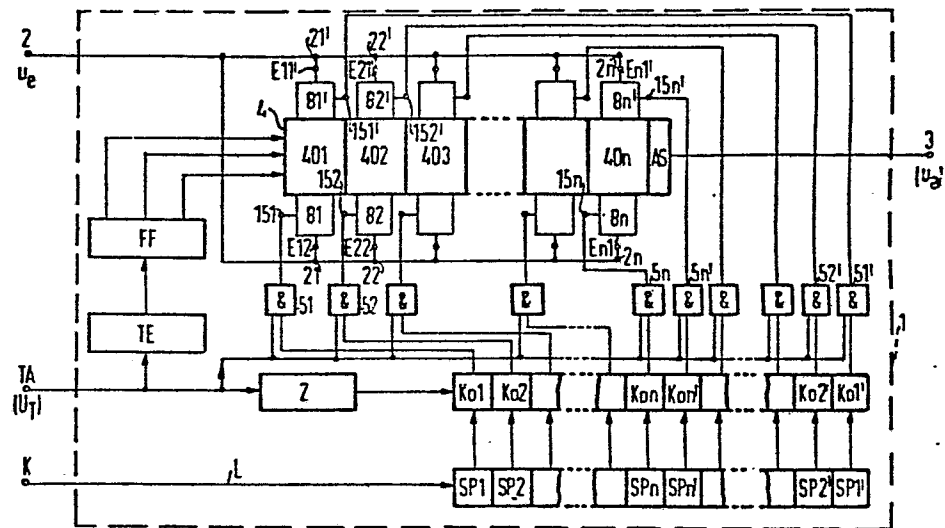 2 21' 22'
u_e E11' E21' 2n' En1'
81' 82' 8n' 15n'
4 151' 152'
401 402 403 40n AS 3
152 15n (u_a')
151 81 82 8n
FF E12 E22 En1 2n
21 22'
& 51 & 52 & & & 5n & 5n' & & & 52' & 51'
TE 1
TA
(U_T) Z Ko1 Ko2 Kon Kon' Ko2' Ko1'
K L SP1 SP2 SPn SPn' SP2' SP1'